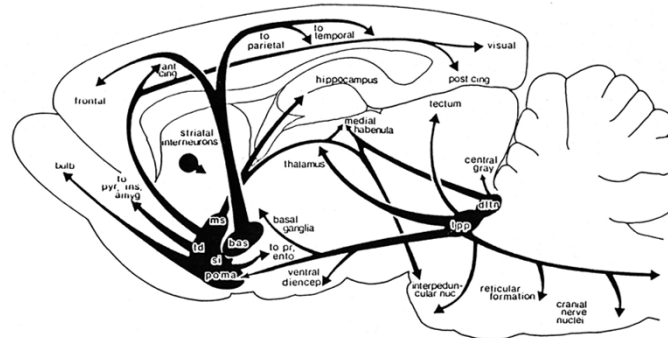 to
parietal
to
temporal
visual
ant
cing
post cing
frontal
hippocampus
tectum
striatal
interneurons
medial
habenula
bulb
thalamus
central
gray
to
pyr, ins,
amyg
dltn
ms
basal
ganglia
tpp
td
bas
si
to pr,
ento
poma
ventral
diencep
interpedun-
cular nuc
reticular
formation
cranial
nerve
nuclei